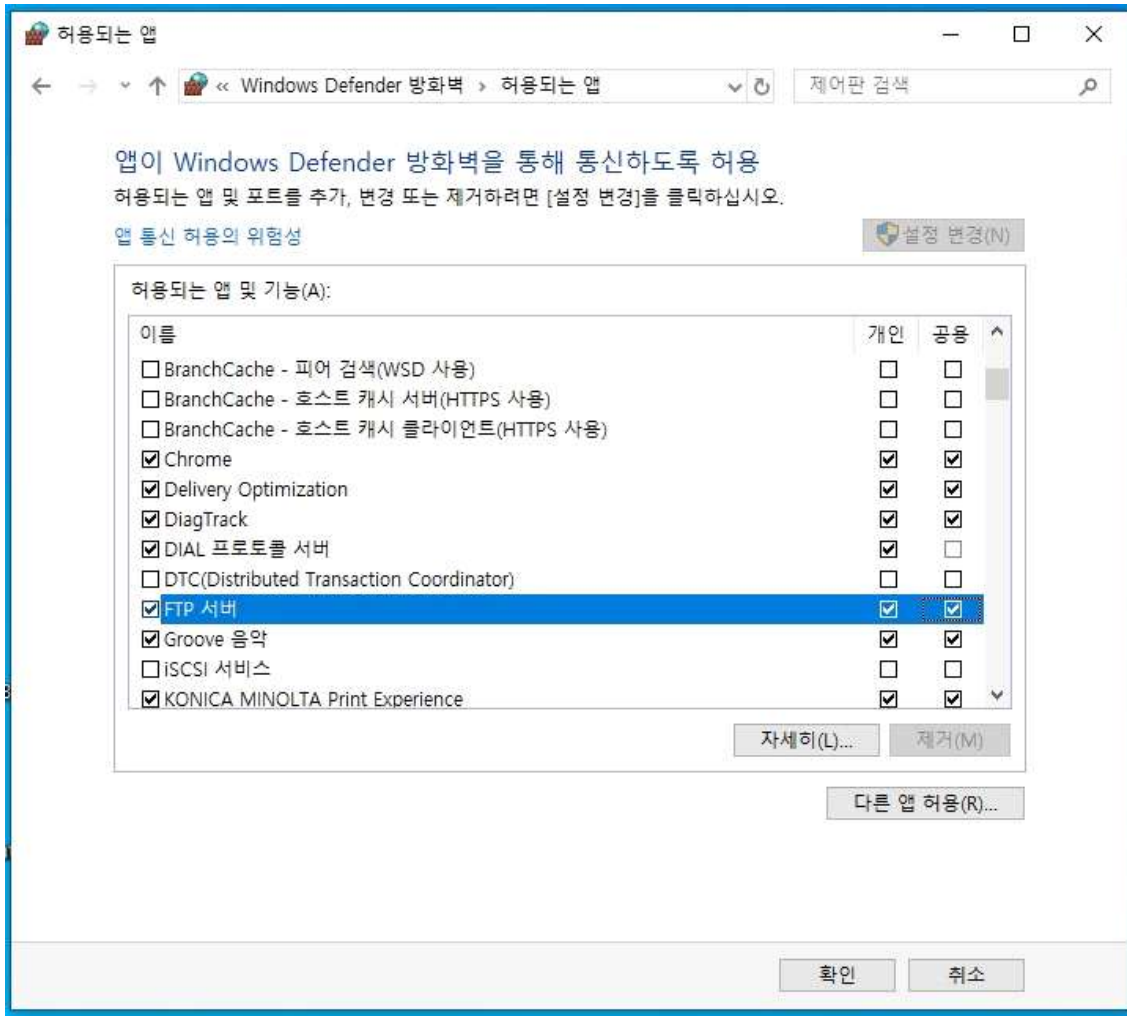 허용되는 앱
« Windows Defender 방화벽 › 허용되는 앱
제어판 검색
앱이 Windows Defender 방화벽을 통해 통신하도록 허용
허용되는 앱 및 포트를 추가, 변경 또는 제거하려면 [설정 변경]을 클릭하십시오.
앱 통신 허용의 위험성
설정 변경(N)
허용되는 앱 및 기능(A):
이름 개인 공용
BranchCache - 피어 검색(WSD 사용)
BranchCache - 호스트 캐시 서버(HTTPS 사용)
BranchCache - 호스트 캐시 클라이언트(HTTPS 사용)
Chrome
Delivery Optimization
DiagTrack
DIAL 프로토콜 서버
DTC(Distributed Transaction Coordinator)
FTP 서버
Groove 음악
iSCSI 서비스
KONICA MINOLTA Print Experience
자세히(L)... 제거(M)
다른 앱 허용(R)...
확인 취소